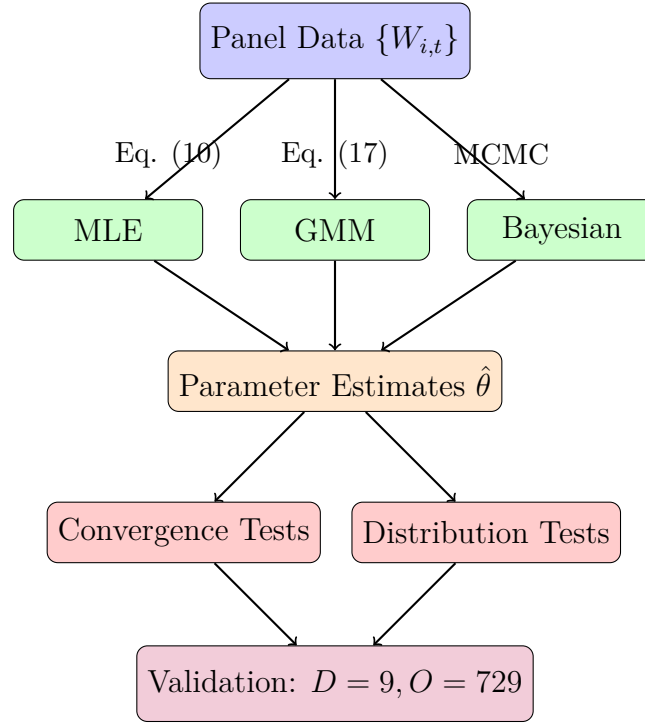 Panel Data {W_{i,t}}
Eq. (10)
Eq. (17)
MCMC
MLE
GMM
Bayesian
Parameter Estimates θ̂
Convergence Tests
Distribution Tests
Validation: D = 9, O = 729